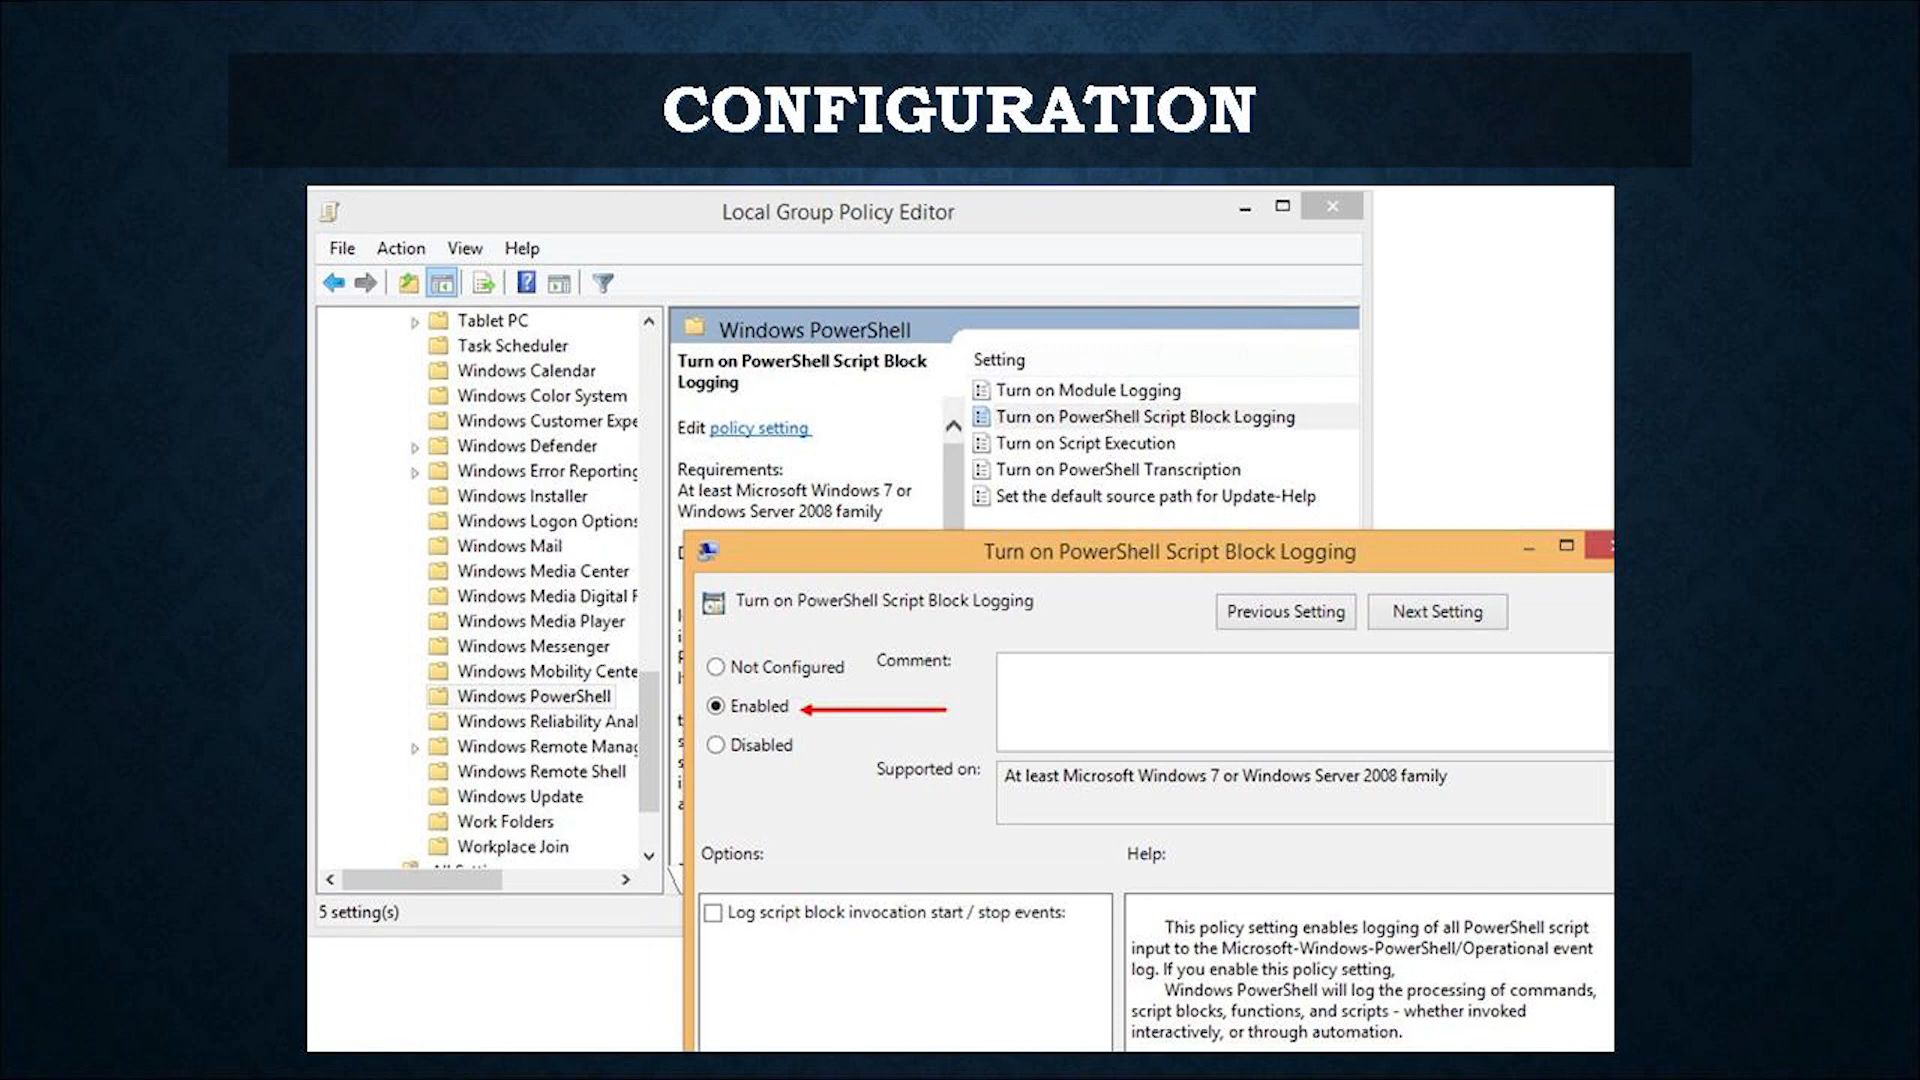 CONFIGURATION
Local Group Policy Editor
File Action View Help
Tablet PC
Task Scheduler
Windows Calendar
Windows Color System
Windows Customer Expe
Windows Defender
Windows Error Reporting
Windows Installer
Windows Logon Options
Windows Mail
Windows Media Center
Windows Media Digital
Windows Media Player
Windows Messenger
Windows Mobility Cente
Windows PowerShell
Windows Reliability Anal
Windows Remote Manag
Windows Remote Shell
Windows Update
Work Folders
Workplace Join
5 setting(s)
Windows PowerShell
Turn on PowerShell Script Block
Logging
Edit policy setting
Requirements:
At least Microsoft Windows 7 or
Windows Server 2008 family
Setting
Turn on Module Logging
Turn on PowerShell Script Block Logging
Turn on Script Execution
Turn on PowerShell Transcription
Set the default source path for Update-Help
Turn on PowerShell Script Block Logging
Turn on PowerShell Script Block Logging
Previous Setting Next Setting
Not Configured
Enabled
Disabled
Comment:
Supported on:
At least Microsoft Windows 7 or Windows Server 2008 family
Options:
Help:
Log script block invocation start / stop events:
This policy setting enables logging of all PowerShell script
input to the Microsoft-Windows-PowerShell/Operational event
log. If you enable this policy setting,
Windows PowerShell will log the processing of commands,
script blocks, functions, and scripts - whether invoked
interactively, or through automation.